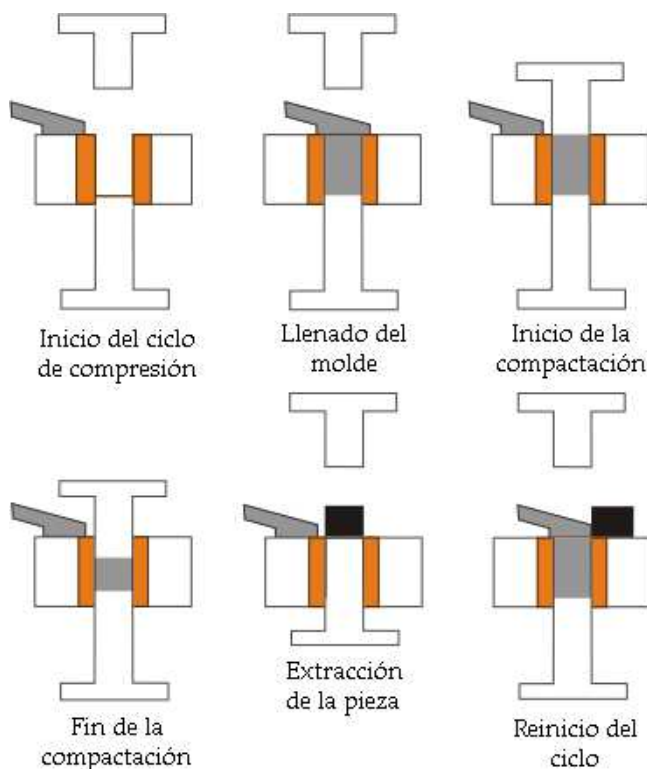 Inicio del ciclo
de compresión
Llenado del
molde
Inicio de la
compactación
Fin de la
compactación
Extracción
de la pieza
Reinicio del
ciclo